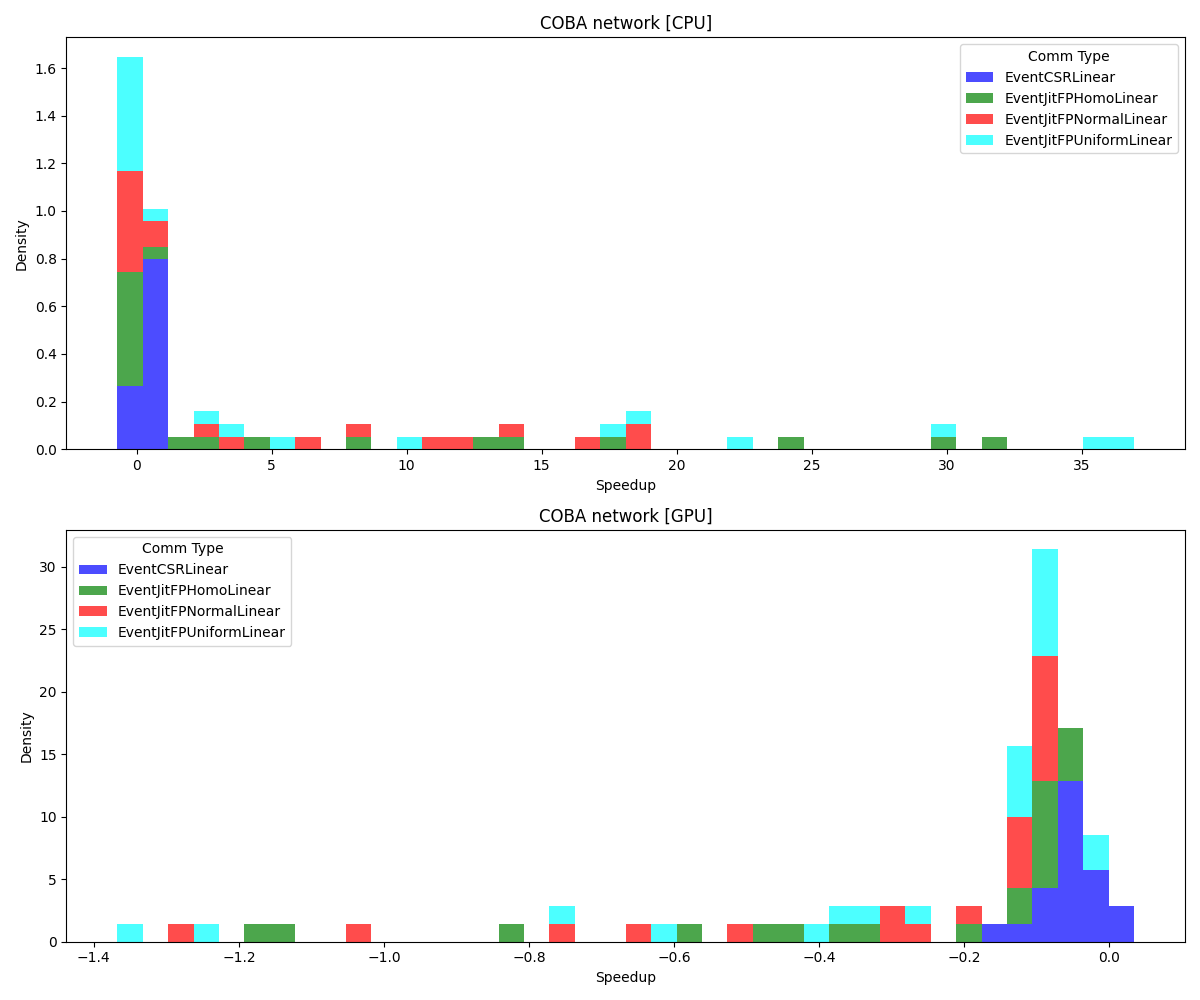 COBA network [CPU]
Density
1.6
1.4
1.2
1.0
0.8
0.6
0.4
0.2
0.0
Comm Type
EventCSRLinear
EventJitFPHomoLinear
EventJitFPNormalLinear
EventJitFPUniformLinear
0 5 10 15 20 25 30 35
Speedup
COBA network [GPU]
Density
30
25
20
15
10
5
0
Comm Type
EventCSRLinear
EventJitFPHomoLinear
EventJitFPNormalLinear
EventJitFPUniformLinear
−1.4 −1.2 −1.0 −0.8 −0.6 −0.4 −0.2 0.0
Speedup